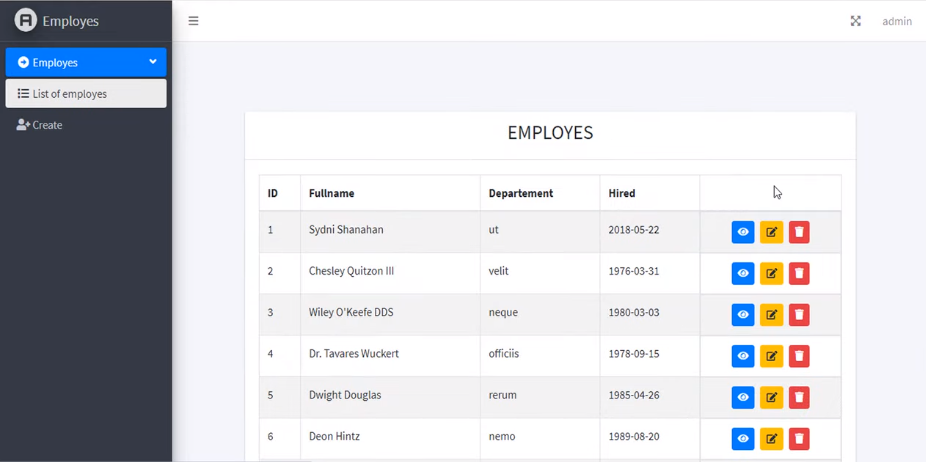 Employes
admin
Employes
List of employes
Create
EMPLOYES
ID Fullname Departement Hired
1 Sydni Shanahan ut 2018-05-22
2 Chesley Quitzon III velit 1976-03-31
3 Wiley O'Keefe DDS neque 1980-03-03
4 Dr. Tavares Wuckert officiis 1978-09-15
5 Dwight Douglas rerum 1985-04-26
6 Deon Hintz nemo 1989-08-20